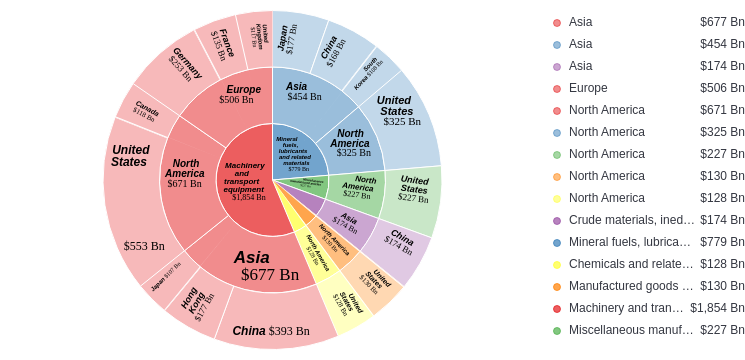 Japan
$177 Bn
China
$168 Bn
South
Korea $109 Bn
United
States
$325 Bn
Asia
$454 Bn
North
America
$325 Bn
Mineral
fuels,
lubricants
and related
materials
$779 Bn
United
Kingdom
$117 Bn
France
$135 Bn
Germany
$253 Bn
Canada
$118 Bn
United
States
$553 Bn
Europe
$506 Bn
North
America
$671 Bn
Machinery
and
transport
equipment
$1,854 Bn
Asia
$677 Bn
Japan $107 Bn
Hong
Kong
$177 Bn
China $393 Bn
North
America
$227 Bn
United
States
$227 Bn
Asia
$174 Bn
China
$174 Bn
North America
$130 Bn
United
States
$130 Bn
North America
$128 Bn
United
States
$128 Bn
Asia $677 Bn
Asia $454 Bn
Asia $174 Bn
Europe $506 Bn
North America $671 Bn
North America $325 Bn
North America $227 Bn
North America $130 Bn
North America $128 Bn
Crude materials, ined... $174 Bn
Mineral fuels, lubrica... $779 Bn
Chemicals and relate... $128 Bn
Manufactured goods ... $130 Bn
Machinery and tran... $1,854 Bn
Miscellaneous manuf... $227 Bn